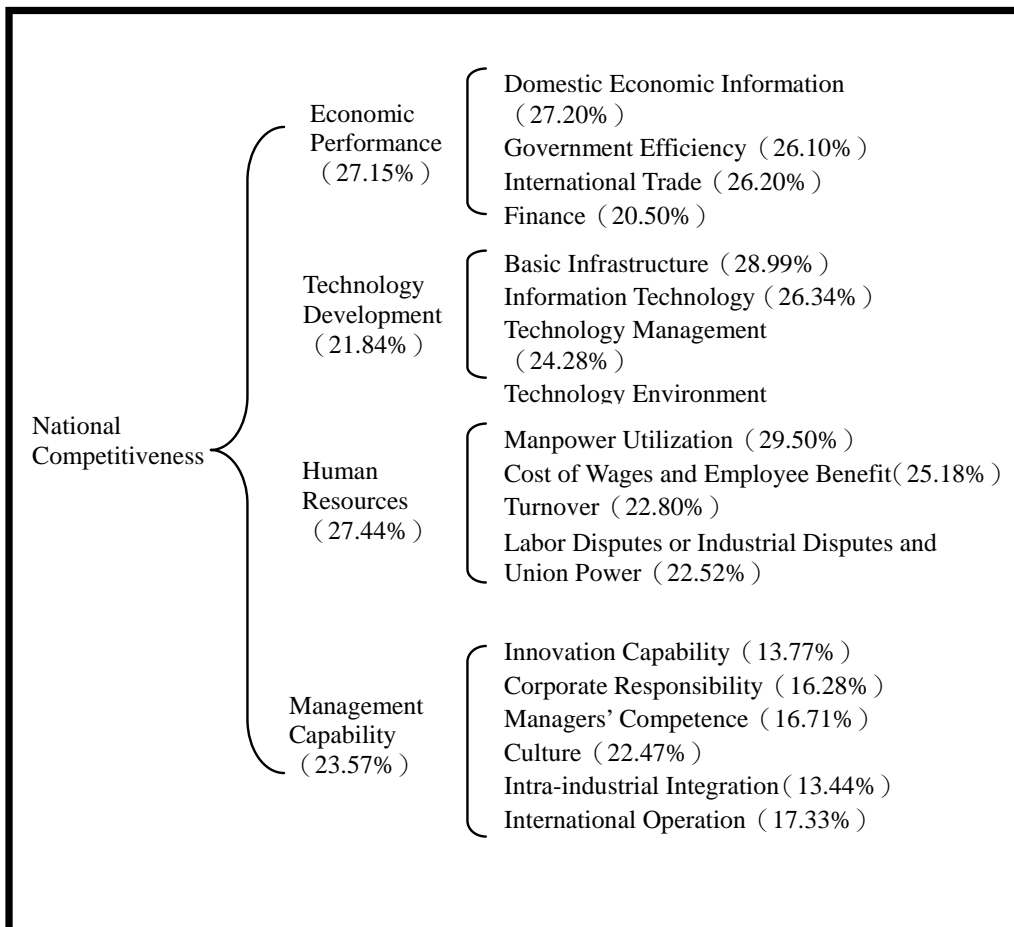 National
Competitiveness
Economic
Performance
（27.15%）
Domestic Economic Information
（27.20%）
Government Efficiency（26.10%）
International Trade（26.20%）
Finance（20.50%）
Technology
Development
（21.84%）
Basic Infrastructure（28.99%）
Information Technology（26.34%）
Technology Management
（24.28%）
Technology Environment
Human
Resources
（27.44%）
Manpower Utilization（29.50%）
Cost of Wages and Employee Benefit（25.18%）
Turnover（22.80%）
Labor Disputes or Industrial Disputes and
Union Power（22.52%）
Management
Capability
（23.57%）
Innovation Capability（13.77%）
Corporate Responsibility（16.28%）
Managers’ Competence（16.71%）
Culture（22.47%）
Intra-industrial Integration（13.44%）
International Operation（17.33%）